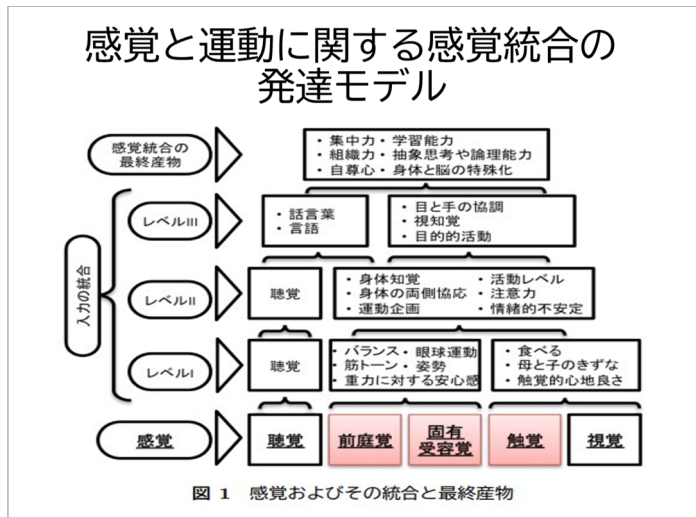 感覚と運動に関する感覚統合の
発達モデル
感覚統合の
最終産物
・集中力・学習能力
・組織力・抽象思考や論理能力
・自尊心・身体と脳の特殊化
入力の統合
レベルIII
・話言葉
・言語
・目と手の協調
・視知覚
・目的的活動
レベルII
聴覚
・身体知覚 ・活動レベル
・身体の両側協応 ・注意力
・運動企画 ・情緒的不安定
レベルI
聴覚
・バランス・眼球運動
・筋トーン・姿勢
・重力に対する安心感
・食べる
・母と子のきずな
・触覚的心地良さ
感覚
聴覚
前庭覚
固有
受容覚
触覚
視覚
図 1 感覚およびその統合と最終産物